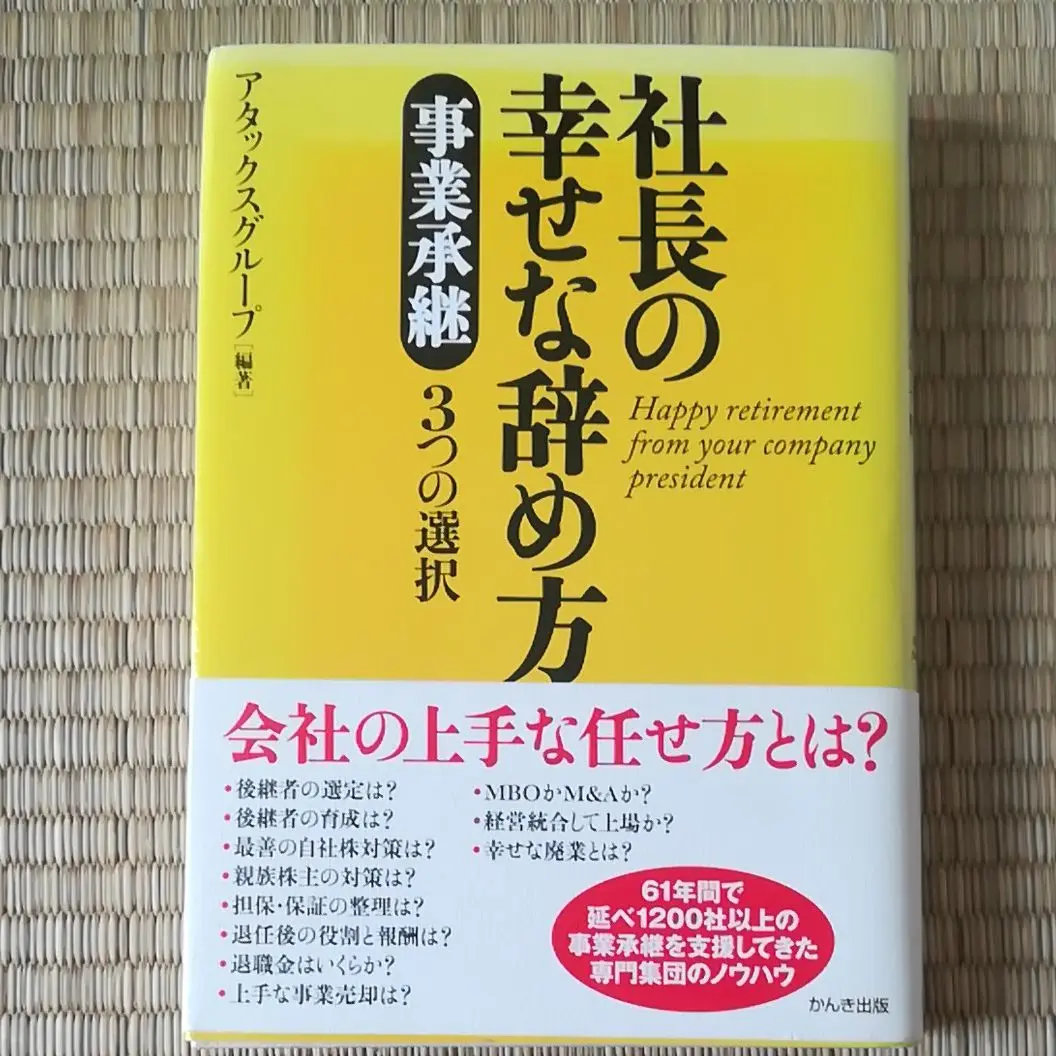 社長の
幸せな辞め方
Happy retirement
from your company
president
事業承継
3つの選択
アタックスグループ[編著]
会社の上手な任せ方とは?
・後継者の選定は?
・後継者の育成は?
・最善の自社株対策は?
・親族株主の対策は?
・担保・保証の整理は?
・退任後の役割と報酬は?
・退職金はいくらか?
・上手な事業売却は?
・MBOかM&Aか?
・経営統合して上場か?
・幸せな廃業とは?
61年間で
延べ1200社以上の
事業承継を支援してきた
専門集団のノウハウ
かんき出版